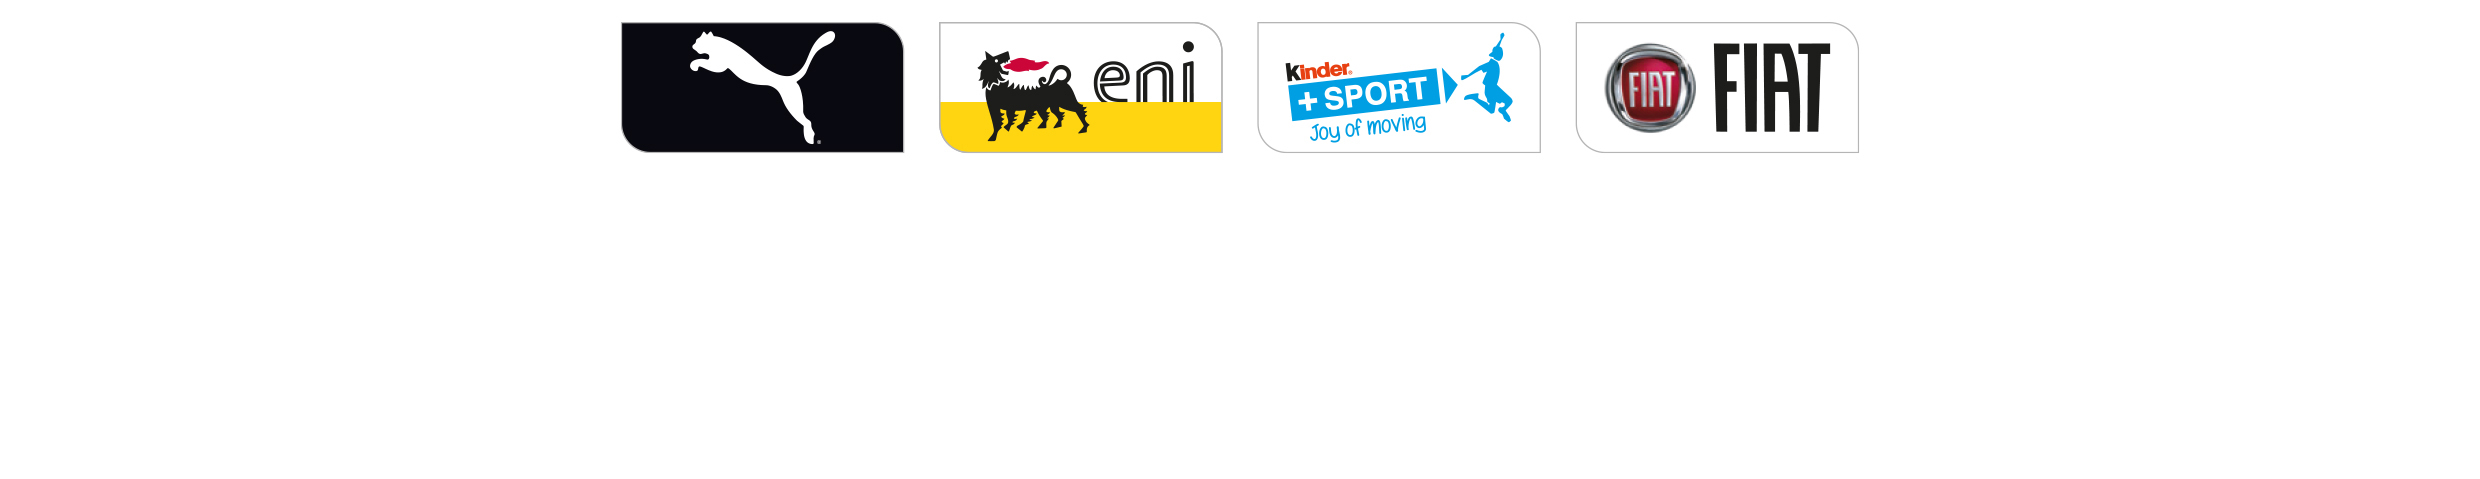 eni
kinder
+ SPORT
Joy of moving
FIAT
FIAT